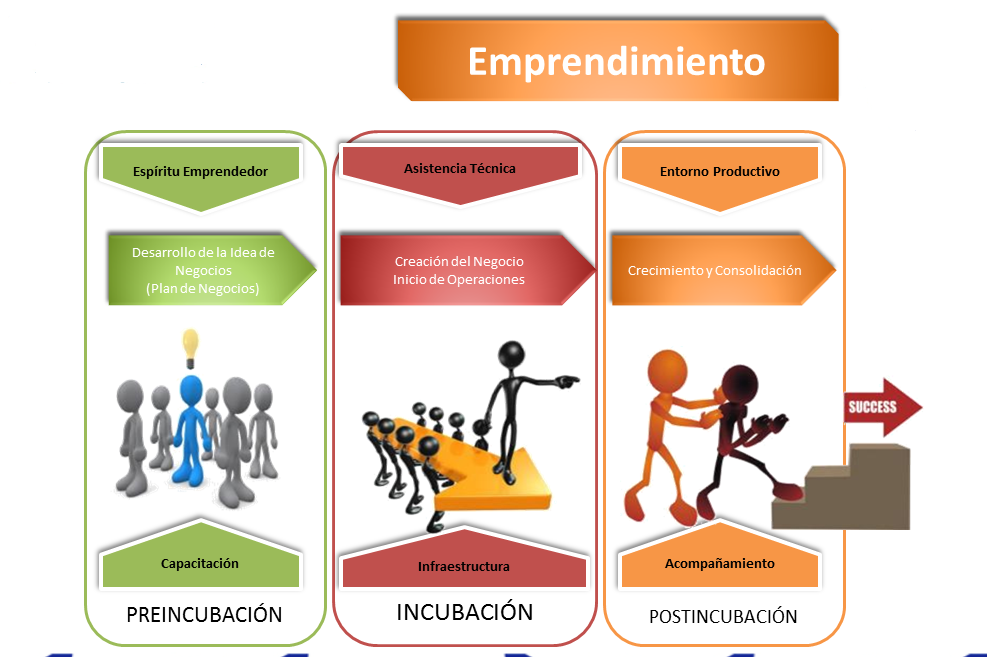 Emprendimiento
Espíritu Emprendedor
Desarrollo de la Idea de
Negocios
(Plan de Negocios)
Capacitación
PREINCUBACIÓN
Asistencia Técnica
Creación del Negocio
Inicio de Operaciones
Infraestructura
INCUBACIÓN
Entorno Productivo
Crecimiento y Consolidación
SUCCESS
Acompañamiento
POSTINCUBACIÓN